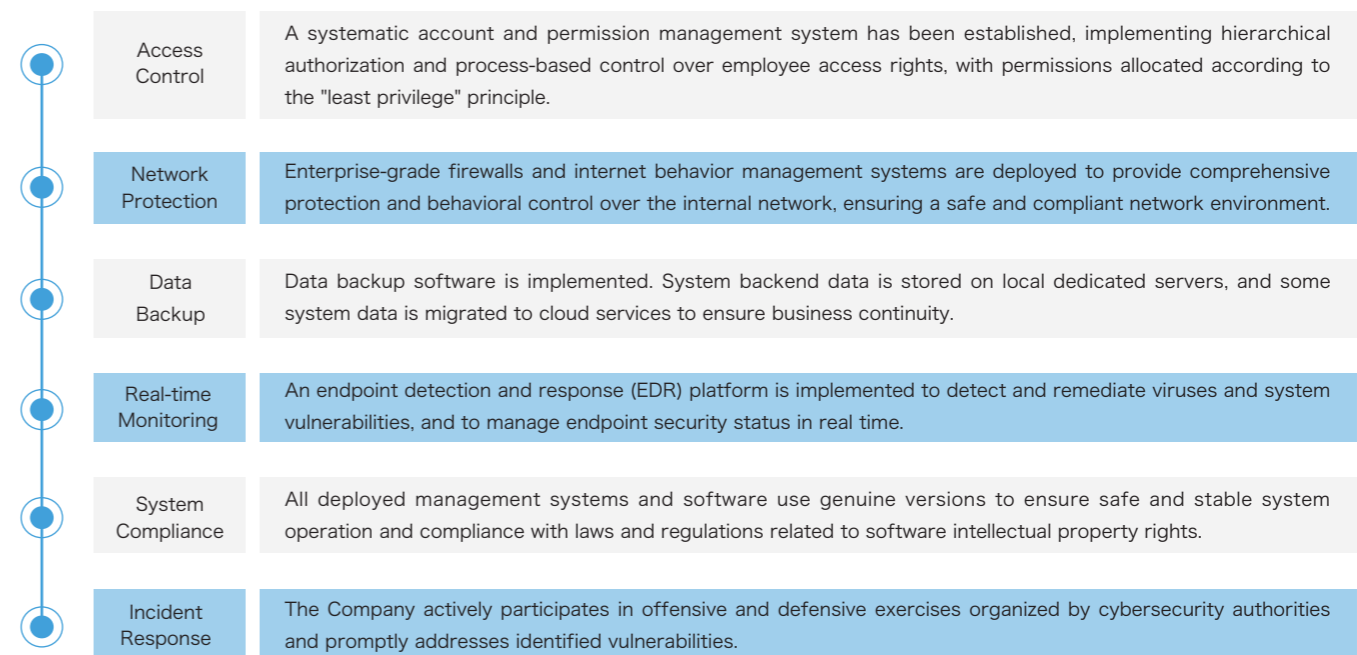 Access
Control
A systematic account and permission management system has been established, implementing hierarchical
authorization and process-based control over employee access rights, with permissions allocated according to
the "least privilege" principle.
Network
Protection
Enterprise-grade firewalls and internet behavior management systems are deployed to provide comprehensive
protection and behavioral control over the internal network, ensuring a safe and compliant network environment.
Data
Backup
Data backup software is implemented. System backend data is stored on local dedicated servers, and some
system data is migrated to cloud services to ensure business continuity.
Real-time
Monitoring
An endpoint detection and response (EDR) platform is implemented to detect and remediate viruses and system
vulnerabilities, and to manage endpoint security status in real time.
System
Compliance
All deployed management systems and software use genuine versions to ensure safe and stable system
operation and compliance with laws and regulations related to software intellectual property rights.
Incident
Response
The Company actively participates in offensive and defensive exercises organized by cybersecurity authorities
and promptly addresses identified vulnerabilities.